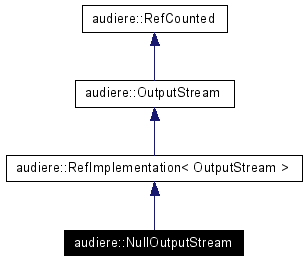 audiere::RefCounted
audiere::OutputStream
audiere::RefImplementation< OutputStream >
audiere::NullOutputStream